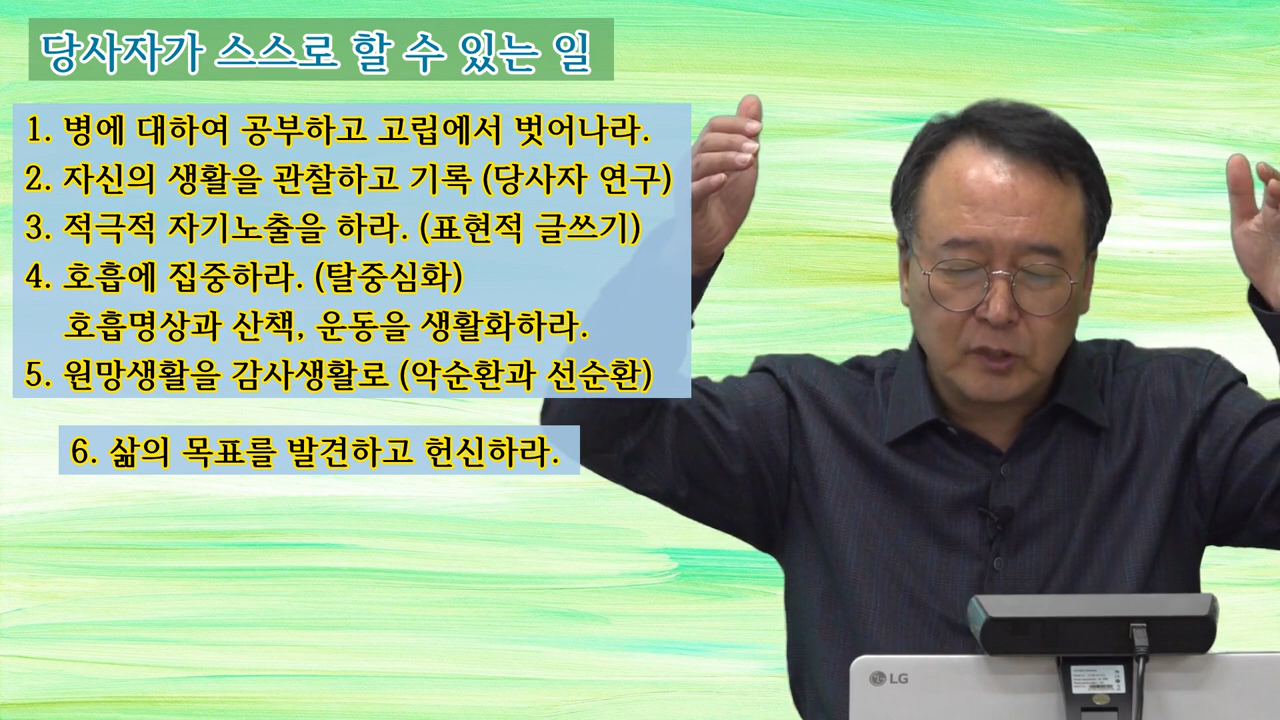 당사자가 스스로 할 수 있는 일
1. 병에 대하여 공부하고 고립에서 벗어나라.
2. 자신의 생활을 관찰하고 기록 (당사자 연구)
3. 적극적 자기노출을 하라. (표현적 글쓰기)
4. 호흡에 집중하라. (탈중심화)
호흡명상과 산책, 운동을 생활화하라.
5. 원망생활을 감사생활로 (악순환과 선순환)
6. 삶의 목표를 발견하고 헌신하라.
LG